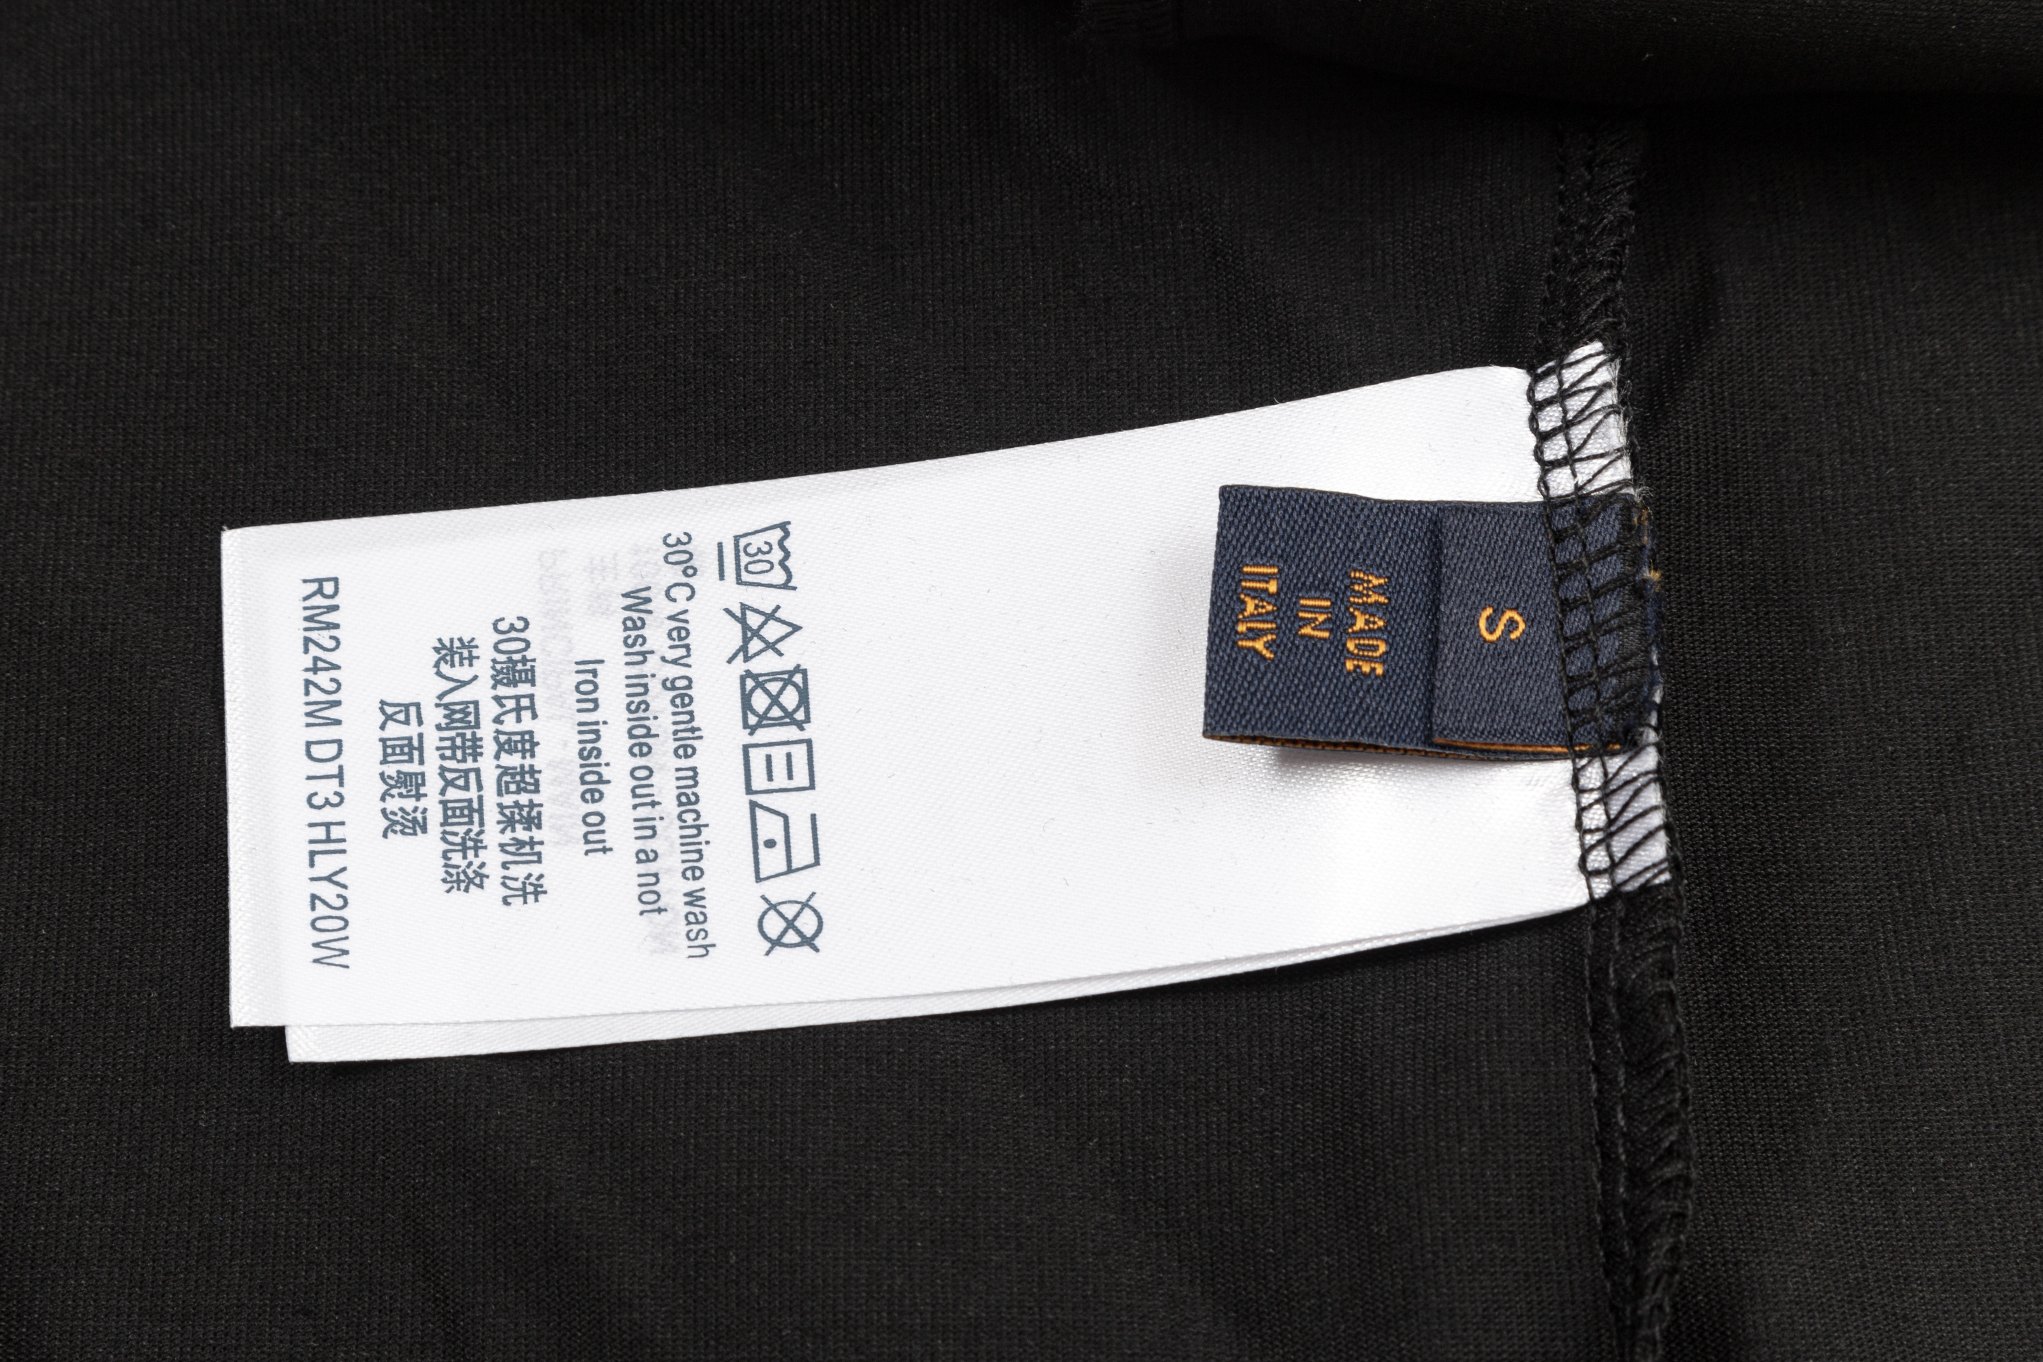 S
MADE
IN
ITALY
30
30°C very gentle machine wash
Wash inside out in a not
Iron inside out
30摄氏度超揉机洗
装入网带反面洗涤
反面熨烫
RM242M DT3 HLY20W